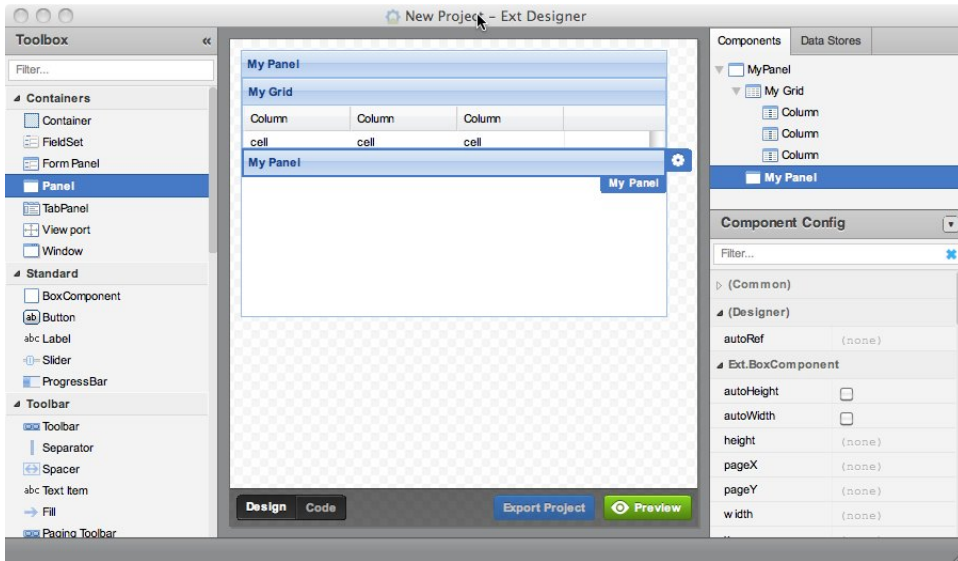 New Project – Ext Designer
Toolbox «
Filter...
Containers
Container
FieldSet
Form Panel
Panel
TabPanel
View port
Window
Standard
BoxComponent
ab Button
abc Label
Slider
ProgressBar
Toolbar
Toolbar
Separator
Spacer
abc Text Item
Fill
Paging Toolbar
My Panel
My Grid
Column Column Column
cell cell cell
My Panel
My Panel
Design Code
Export Project
Preview
Components Data Stores
MyPanel
My Grid
Column
Column
Column
My Panel
Component Config
Filter...
(Common)
(Designer)
autoRef (none)
Ext.BoxComponent
autoHeight
autoWidth
height (none)
pageX (none)
pageY (none)
width (none)